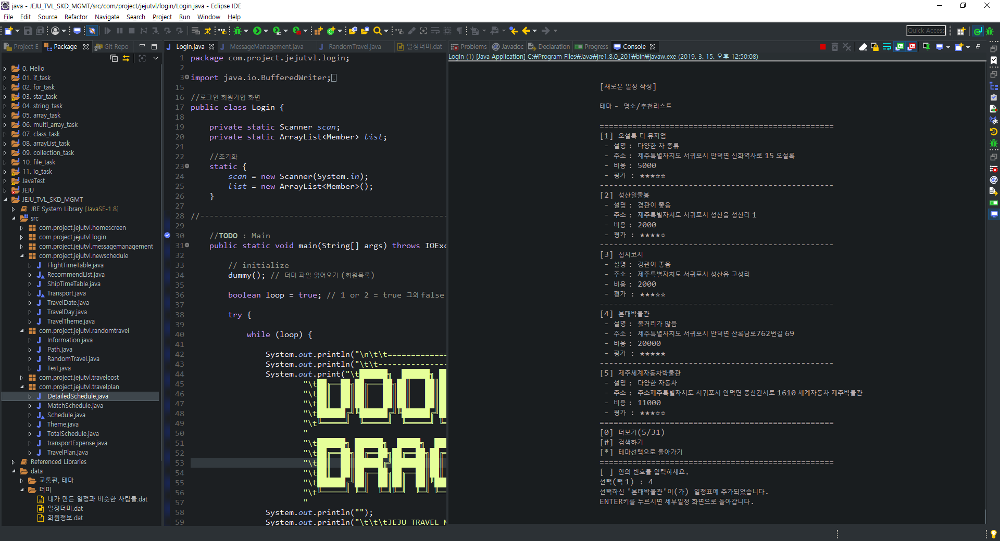 java - JEJU_TVL_SKD_MGMT/src/com/project/jejutvl/login/Login.java - Eclipse IDE
File Edit Source Refactor Navigate Search Project Run Window Help
Quick Access
Project E
Package
Git Repo
0. Hello
01. if_task
02. for_task
03. star_task
04. string_task
05. array_task
06. multi_array_task
07. class_task
08. arrayList_task
09. collection_task
10. file_task
11. io_task
JavaTest
JEJU
JEJU_TVL_SKD_MGMT
JRE System Library [JavaSE-1.8]
src
com.project.jejutvl.homescreen
com.project.jejutvl.login
com.project.jejutvl.messagemanagement
com.project.jejutvl.newschedule
FlightTimeTable.java
RecommendList.java
ShipTimeTable.java
Transport.java
TravelDate.java
TravelDay.java
TravelTheme.java
com.project.jejutvl.randomtravel
Information.java
Path.java
RandomTravel.java
Test.java
com.project.jejutvl.travelcost
com.project.jejutvl.travelplan
DetailedSchedule.java
MatchSchedule.java
Schedule.java
Theme.java
TotalSchedule.java
transportExpense.java
TravelPlan.java
Referenced Libraries
data
교통편, 테마
더미
내가 만든 일정과 비슷한 사람들.dat
일정더미.dat
회원정보.dat
Login.java MessageManagement.java RandomTravel.java 일정더미.dat
1 package com.project.jejutvl.login;
2
3 import java.io.BufferedWriter;
15
16 //로그인 회원가입 화면
17 public class Login {
18
19 private static Scanner scan;
20 private static ArrayList<Member> list;
21
22 //초기화
23 static {
24 scan = new Scanner(System.in);
25 list = new ArrayList<Member>();
26 }
27
28 //-----------------------------------------------------
29
30 //TODO : Main
31 public static void main(String[] args) throws IOExc
32
33 // initialize
34 dummy(); // 더미 파일 읽어오기 (회원목록)
35
36 boolean loop = true; // 1 or 2 = true 그외 false
37
38 try {
39
40 while (loop) {
41
42 System.out.println("\n\t\t=============
43 System.out.println("\t\t---------------
44 System.out.print("\t
45 "\t
46 "\t
47 "\t
48 "\t
49 "\t
50 "
51 "\t
52 "\t
53 "\t
54 "\t
55 "\t
56 "\t
57 "
58 System.out.println("");
59 System.out.println("\t\t\tJEJU TRAVEL M
Problems Javadoc Declaration Progress Console
Login (1) [Java Application] C:₩Program Files₩Java₩jre1.8.0_201₩bin₩javaw.exe (2019. 3. 15. 오후 12:50:08)
[새로운 일정 작성]
테마 - 명소/추천리스트
==================================================
[1] 오설록 티 뮤지엄
- 설명 : 다양한 차 종류
- 주소 : 제주특별자치도 서귀포시 안덕면 신화역사로 15 오설록
- 비용 : 5000
- 평가 : ★★★☆☆
--------------------------------------------------
[2] 성산일출봉
- 설명 : 경관이 좋음
- 주소 : 제주특별자치도 서귀포시 성산읍 성산리 1
- 비용 : 2000
- 평가 : ★★★★☆
--------------------------------------------------
[3] 섭지코지
- 설명 : 경관이 좋음
- 주소 : 제주특별자치도 서귀포시 성산읍 고성리
- 비용 : 2000
- 평가 : ★★★☆☆
--------------------------------------------------
[4] 본태박물관
- 설명 : 볼거리가 많음
- 주소 : 제주특별자치도 서귀포시 안덕면 산록남로762번길 69
- 비용 : 20000
- 평가 : ★★★★★
--------------------------------------------------
[5] 제주세계자동차박물관
- 설명 : 다양한 자동차
- 주소 : 주소제주특별자치도 서귀포시 안덕면 중산간서로 1610 세계자동차 제주박물관
- 비용 : 11000
- 평가 : ★★★☆☆
==================================================
[0] 더보기(5/31)
[#] 검색하기
[*] 테마선택으로 돌아가기
==================================================
[ ] 안의 번호를 입력하세요.
선택(택1) : 4
선택하신 '본태박물관'이(가) 일정표에 추가되었습니다.
ENTER키를 누르시면 세부일정 화면으로 돌아갑니다.